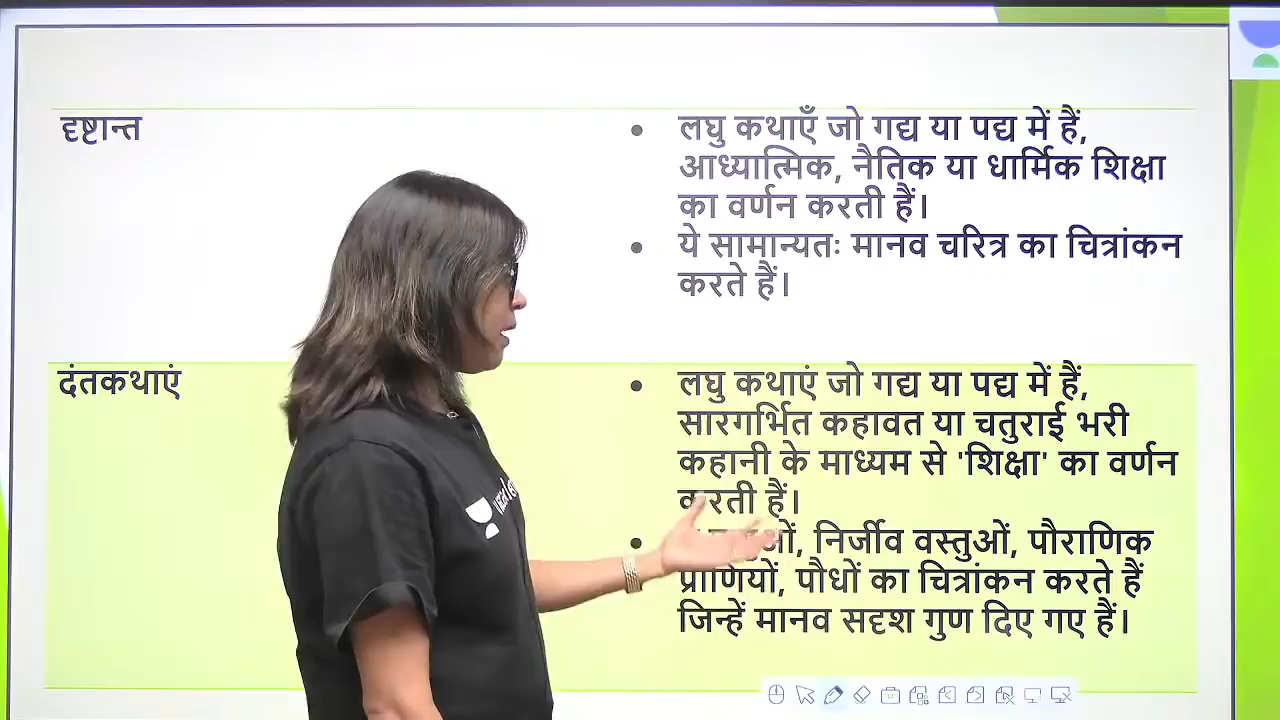 दृष्टान्त
लघु कथाएँ जो गद्य या पद्य में हैं,
आध्यात्मिक, नैतिक या धार्मिक शिक्षा
का वर्णन करती हैं।
ये सामान्यतः मानव चरित्र का चित्रांकन
करते हैं।
दंतकथाएं
लघु कथाएं जो गद्य या पद्य में हैं,
सारगर्भित कहावत या चतुराई भरी
कहानी के माध्यम से 'शिक्षा' का वर्णन
करती हैं।
निर्जीव वस्तुओं, पौराणिक
प्राणियों, पौधों का चित्रांकन करते हैं
जिन्हें मानव सदृश गुण दिए गए हैं।